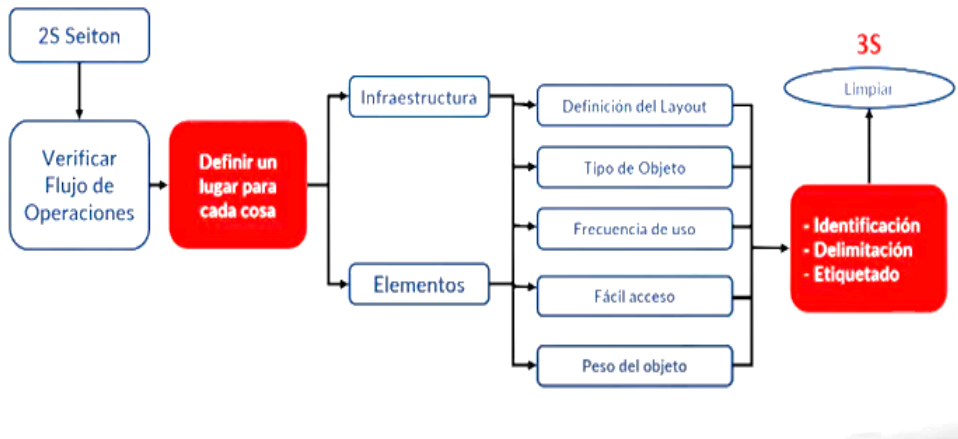 2S Seiton
Verificar
Flujo de
Operaciones
Definir un
lugar para
cada cosa
Infraestructura
Elementos
Definición del Layout
Tipo de Objeto
Frecuencia de uso
Fácil acceso
Peso del objeto
- Identificación
- Delimitación
- Etiquetado
3S
Limpiar